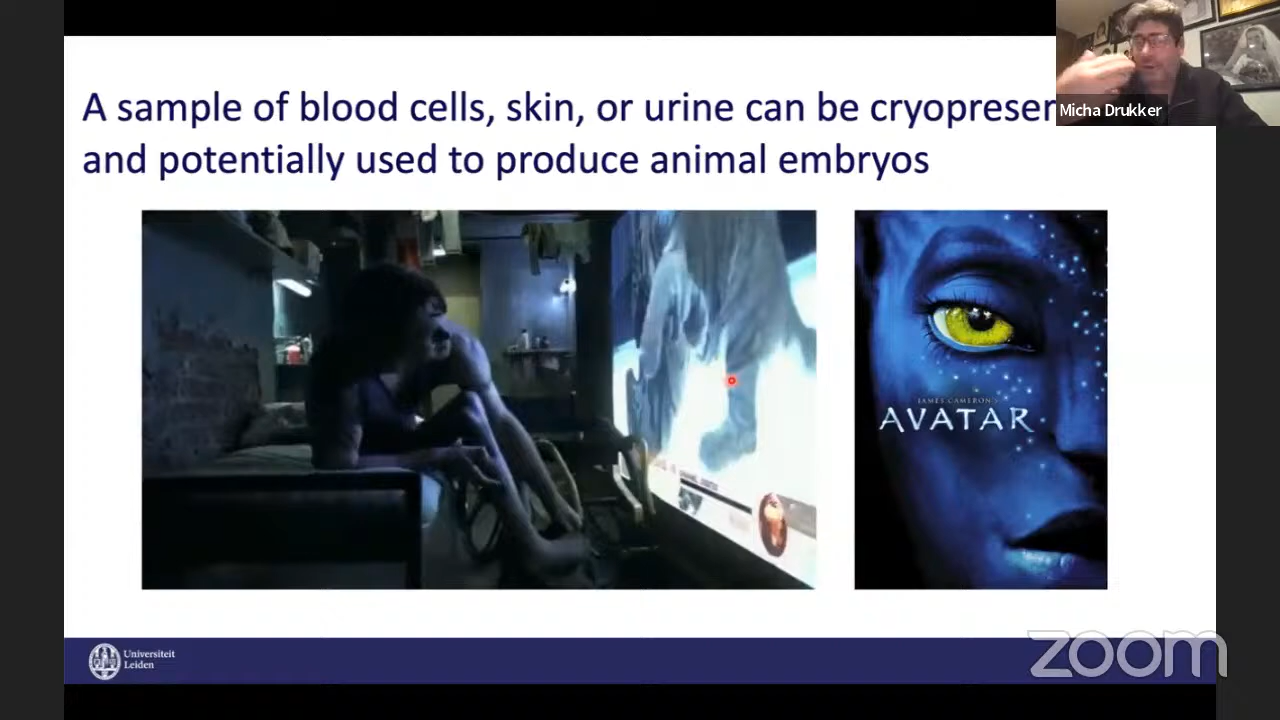 A sample of blood cells, skin, or urine can be cryopreser
and potentially used to produce animal embryos
Micha Drukker
JAMES CAMERON'S
AVATAR
Universiteit
Leiden
zoom